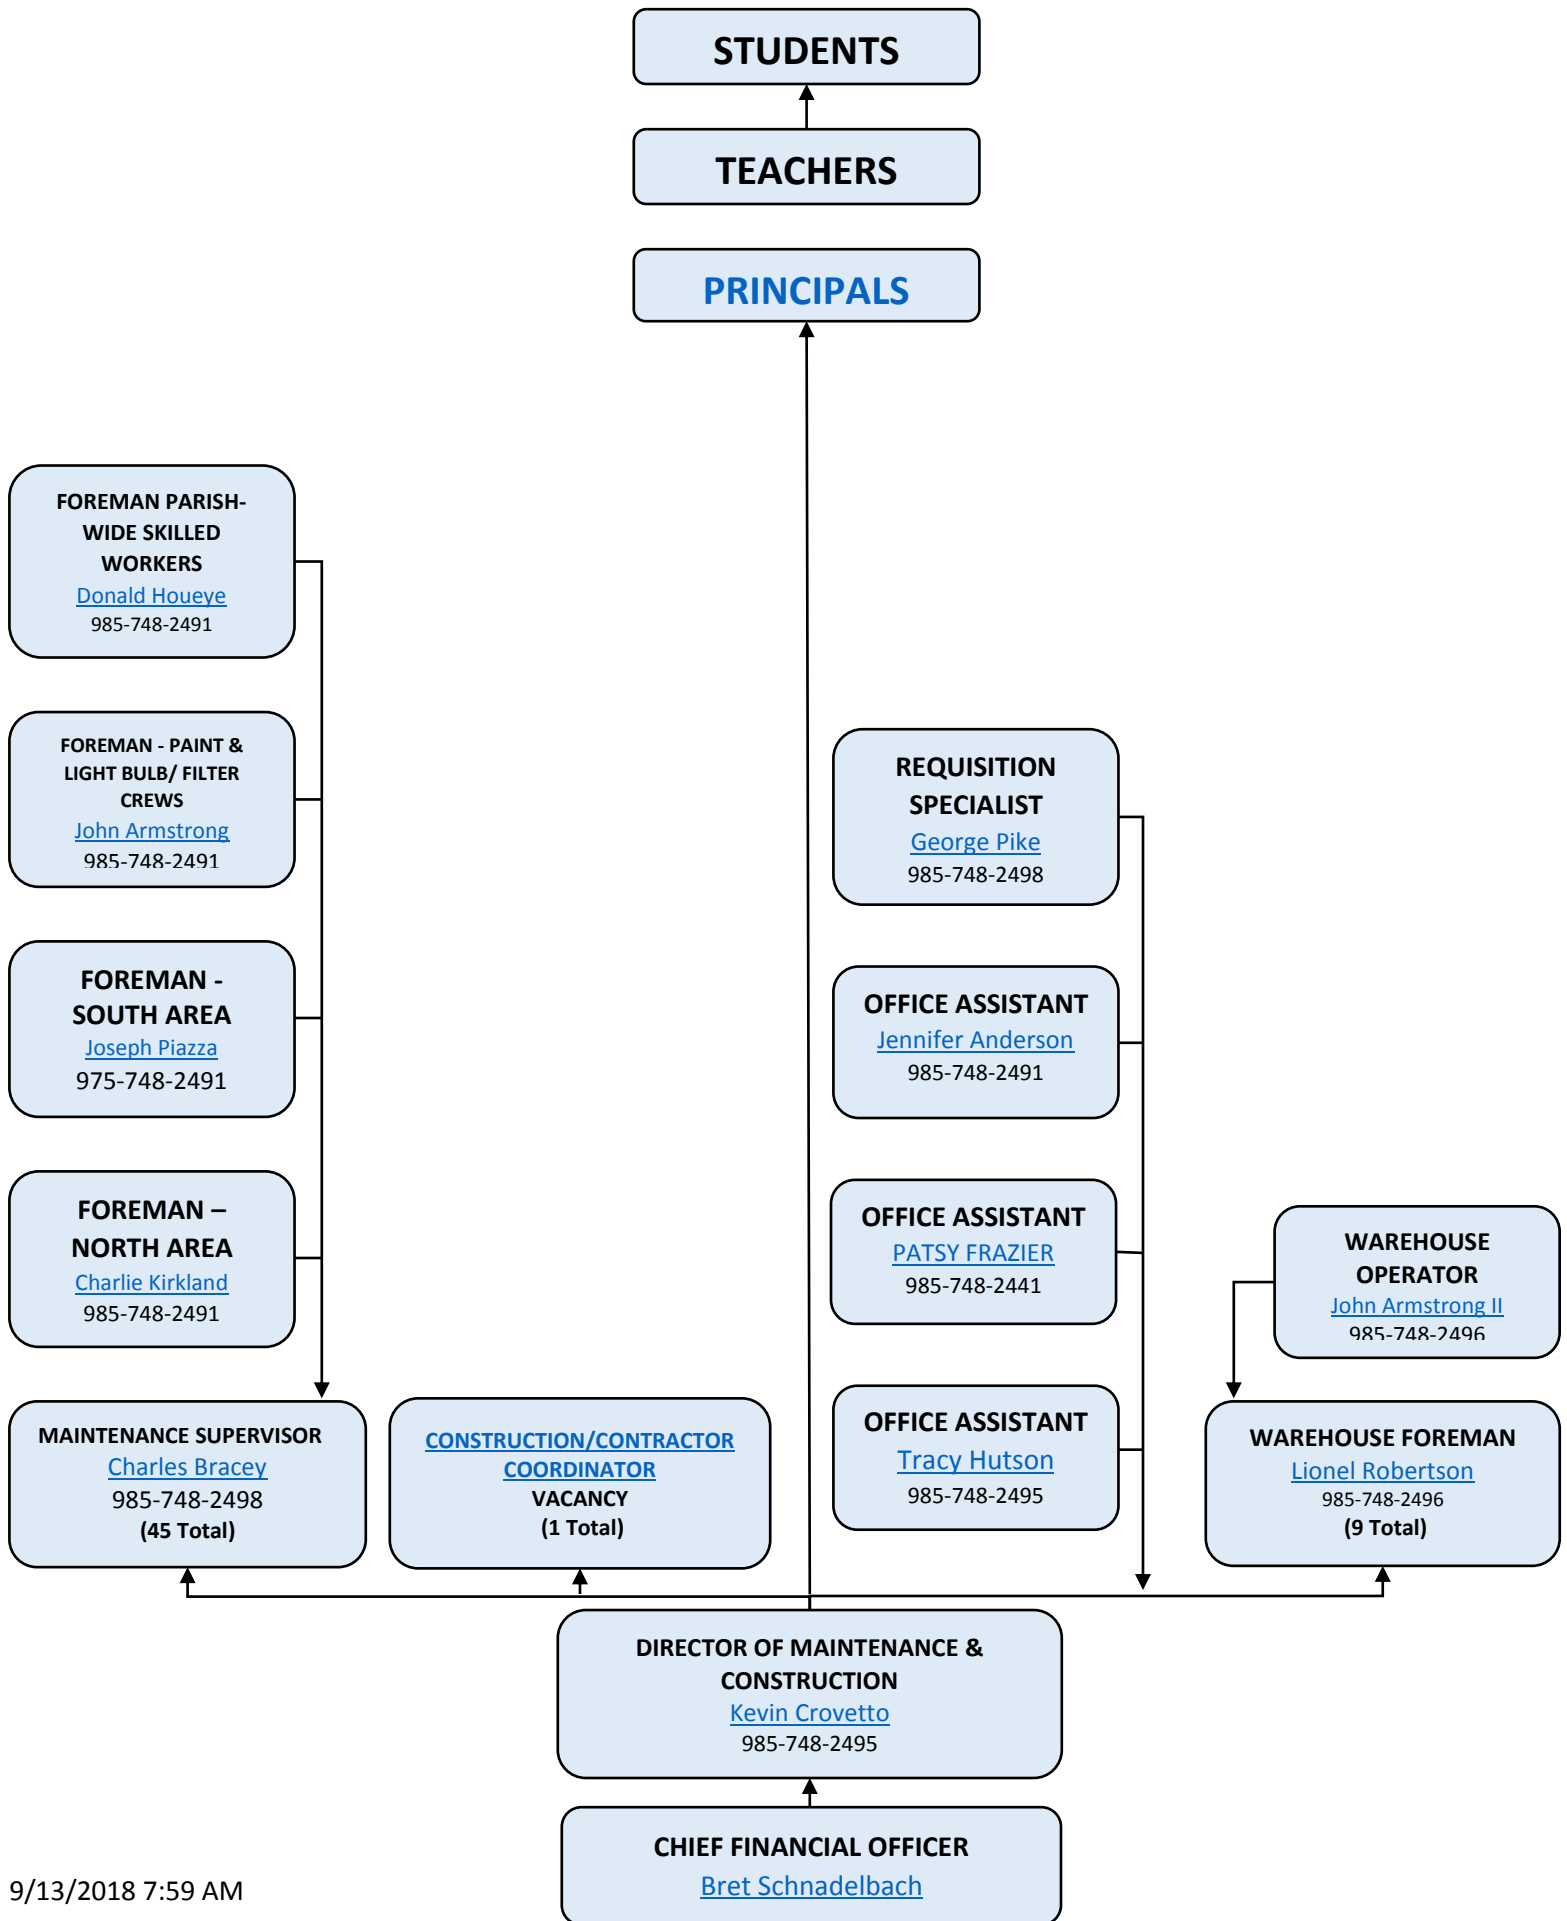 STUDENTS
TEACHERS
PRINCIPALS
FOREMAN PARISH-
WIDE SKILLED
WORKERS
Donald Houeye
985-748-2491
FOREMAN - PAINT &
LIGHT BULB/ FILTER
CREWS
John Armstrong
985-748-2491
FOREMAN -
SOUTH AREA
Joseph Piazza
975-748-2491
FOREMAN –
NORTH AREA
Charlie Kirkland
985-748-2491
REQUISITION
SPECIALIST
George Pike
985-748-2498
OFFICE ASSISTANT
Jennifer Anderson
985-748-2491
OFFICE ASSISTANT
PATSY FRAZIER
985-748-2441
OFFICE ASSISTANT
Tracy Hutson
985-748-2495
WAREHOUSE
OPERATOR
John Armstrong II
985-748-2496
MAINTENANCE SUPERVISOR
Charles Bracey
985-748-2498
(45 Total)
CONSTRUCTION/CONTRACTOR
COORDINATOR
VACANCY
(1 Total)
WAREHOUSE FOREMAN
Lionel Robertson
985-748-2496
(9 Total)
DIRECTOR OF MAINTENANCE &
CONSTRUCTION
Kevin Crovetto
985-748-2495
CHIEF FINANCIAL OFFICER
Bret Schnadelbach
9/13/2018 7:59 AM